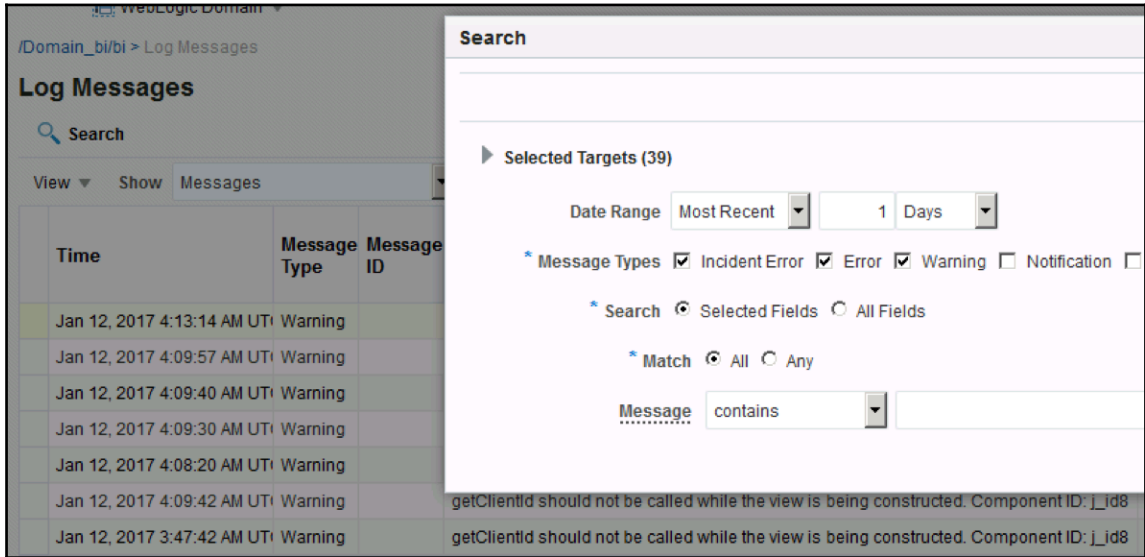 WebLogic Domain
/Domain_bi/bi > Log Messages
Log Messages
Search
View Show Messages
Time Message Type Message ID
Jan 12, 2017 4:13:14 AM UT Warning
Jan 12, 2017 4:09:57 AM UT Warning
Jan 12, 2017 4:09:40 AM UT Warning
Jan 12, 2017 4:09:30 AM UT Warning
Jan 12, 2017 4:08:20 AM UT Warning
Jan 12, 2017 4:09:42 AM UT Warning getClientId should not be called while the view is being constructed. Component ID: j_id8
Jan 12, 2017 3:47:42 AM UT Warning getClientId should not be called while the view is being constructed. Component ID: j_id8
Search
Selected Targets (39)
Date Range Most Recent 1 Days
* Message Types Incident Error Error Warning Notification
* Search Selected Fields All Fields
* Match All Any
Message contains